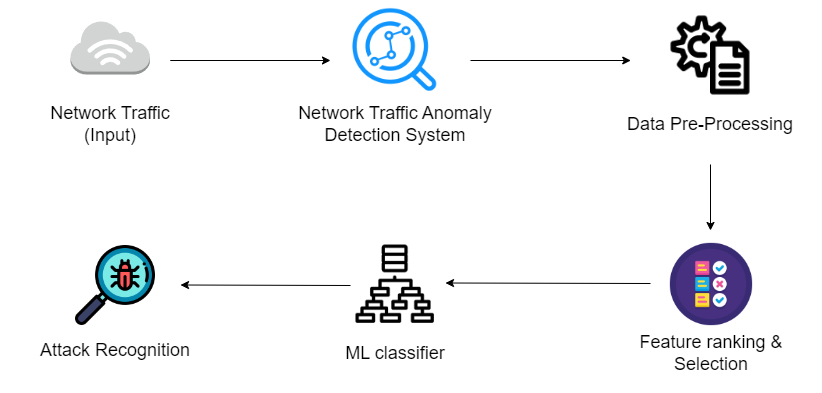 Network Traffic
(Input)
Network Traffic Anomaly
Detection System
Data Pre-Processing
Attack Recognition
ML classifier
Feature ranking &
Selection